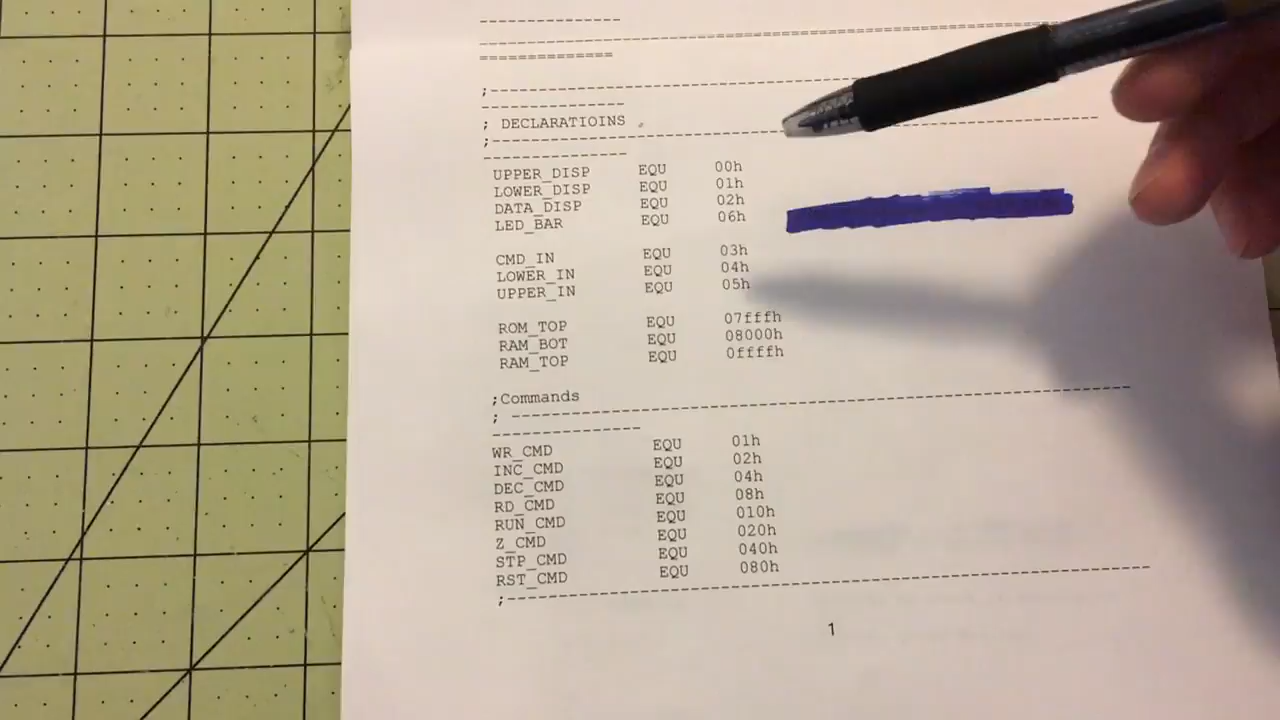 --------------
==============
;--------------
; DECLARATIOINS
;--------------
UPPER_DISP EQU 00h
LOWER_DISP EQU 01h
DATA_DISP EQU 02h
LED_BAR EQU 06h
CMD_IN EQU 03h
LOWER_IN EQU 04h
UPPER_IN EQU 05h
ROM_TOP EQU 07fffh
RAM_BOT EQU 08000h
RAM_TOP EQU 0ffffh
;Commands
; --------------
WR_CMD EQU 01h
INC_CMD EQU 02h
DEC_CMD EQU 04h
RD_CMD EQU 08h
RUN_CMD EQU 010h
Z_CMD EQU 020h
STP_CMD EQU 040h
RST_CMD EQU 080h
;--------------
1